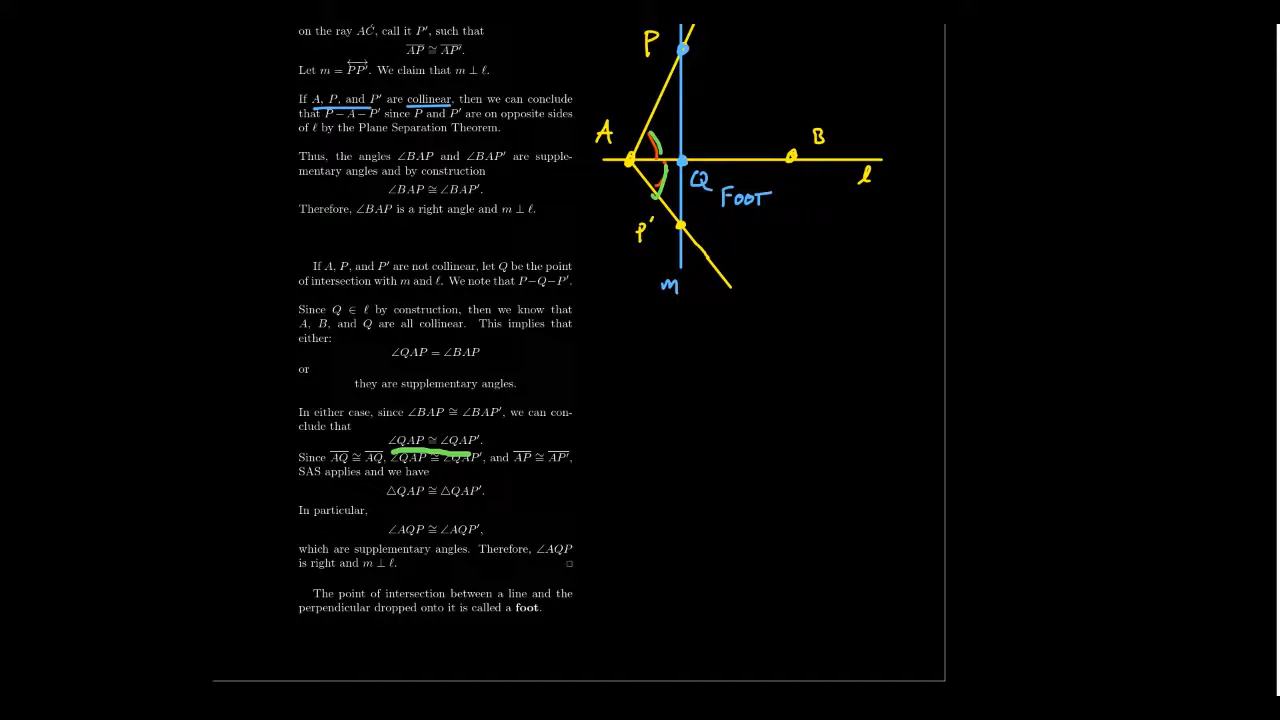 on the ray AĆ, call it P′, such that
AP ≅ AP′.
Let m = PP′. We claim that m ⊥ ℓ.
If A, P, and P′ are collinear, then we can conclude
that P − A − P′ since P and P′ are on opposite sides
of ℓ by the Plane Separation Theorem.
Thus, the angles ∠BAP and ∠BAP′ are supple-
mentary angles and by construction
∠BAP ≅ ∠BAP′.
Therefore, ∠BAP is a right angle and m ⊥ ℓ.
If A, P, and P′ are not collinear, let Q be the point
of intersection with m and ℓ. We note that P−Q−P′.
Since Q ∈ ℓ by construction, then we know that
A, B, and Q are all collinear. This implies that
either:
∠QAP = ∠BAP
or
they are supplementary angles.
In either case, since ∠BAP ≅ ∠BAP′, we can con-
clude that
∠QAP ≅ ∠QAP′.
Since AQ ≅ AQ, ∠QAP ≅ ∠QAP′, and AP ≅ AP′,
SAS applies and we have
△QAP ≅ △QAP′.
In particular,
∠AQP ≅ ∠AQP′,
which are supplementary angles. Therefore, ∠AQP
is right and m ⊥ ℓ. □
The point of intersection between a line and the
perpendicular dropped onto it is called a foot.
P
A
B
Q
ℓ
FOOT
P′
m